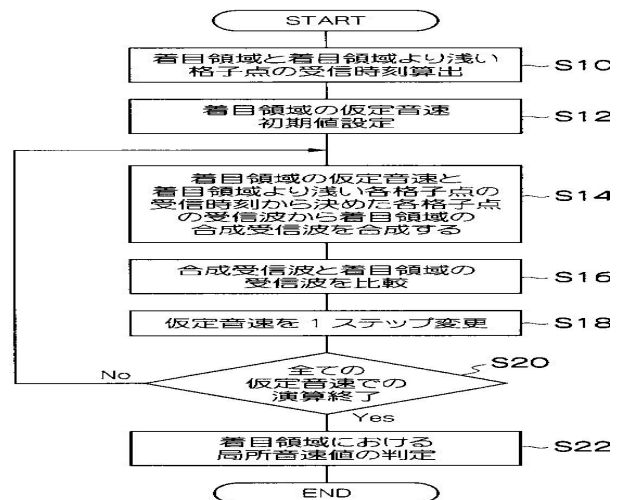 START
着目領域と着目領域より浅い
格子点の受信時刻算出
S10
着目領域の仮定音速
初期値設定
S12
着目領域の仮定音速と
着目領域より浅い各格子点の
受信時刻から決めた各格子点
の受信波から着目領域の
合成受信波を合成する
S14
合成受信波と着目領域の
受信波を比較
S16
仮定音速を1ステップ変更
S18
全ての
仮定音速での
演算終了
S20
No
Yes
着目領域における
局所音速値の判定
S22
END